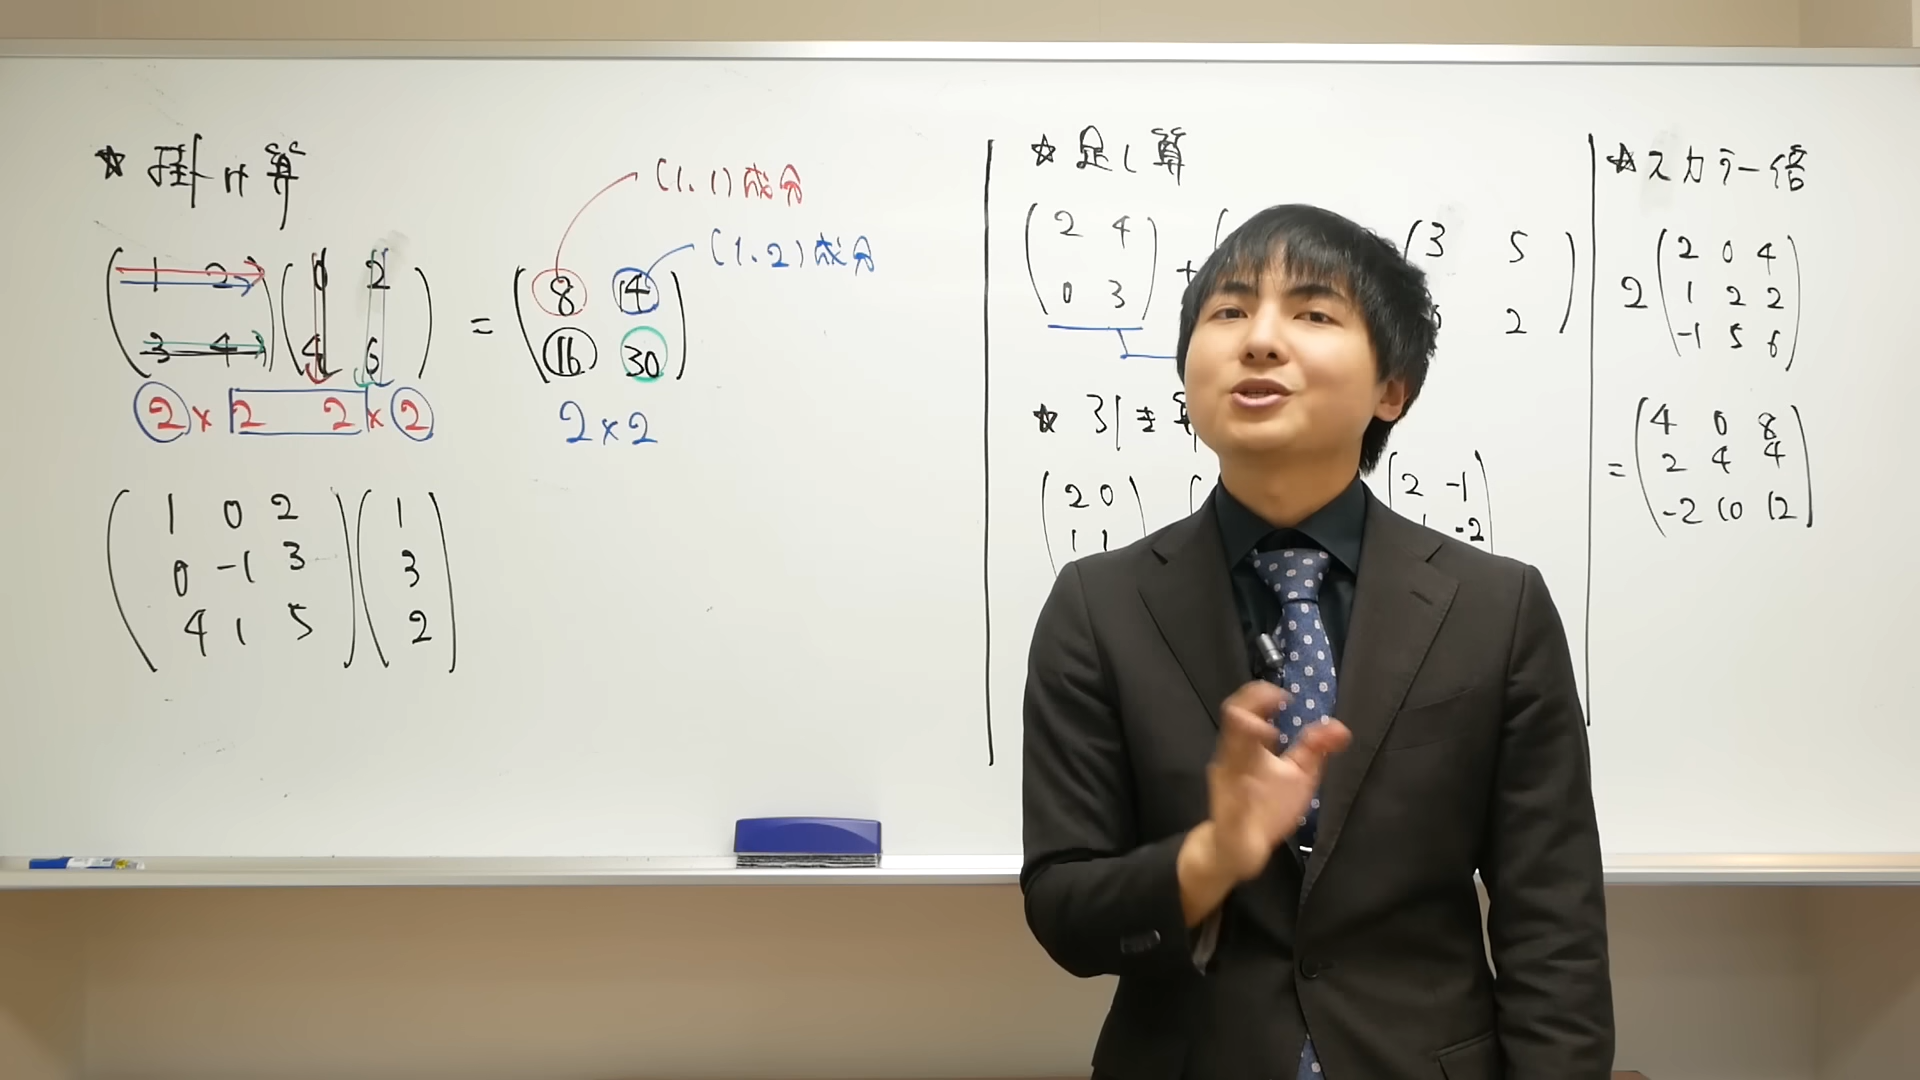 ☆ 掛け算
(1,1)成分
(1,2)成分
(1 2
3 4)(0 2
4 6) = (8 14
16 30)
2×2 2×2
2×2
(1 0 2
0 -1 3
4 1 5)(1
3
2)
☆ 足し算
(2 4
0 3) +
(3 5
2)
☆ 引き算
(2 0
1 1)
(2 -1
-2)
☆ スカラー倍
2(2 0 4
1 2 2
-1 5 6)
= (4 0 8
2 4 4
-2 10 12)